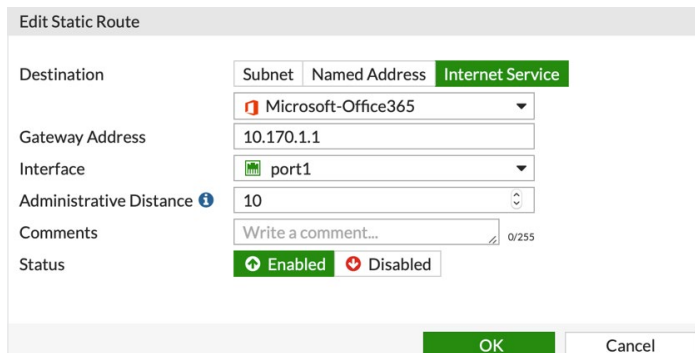 Edit Static Route
Destination Subnet Named Address Internet Service
Microsoft-Office365
Gateway Address 10.170.1.1
Interface port1
Administrative Distance 10
Comments Write a comment... 0/255
Status Enabled Disabled
OK Cancel